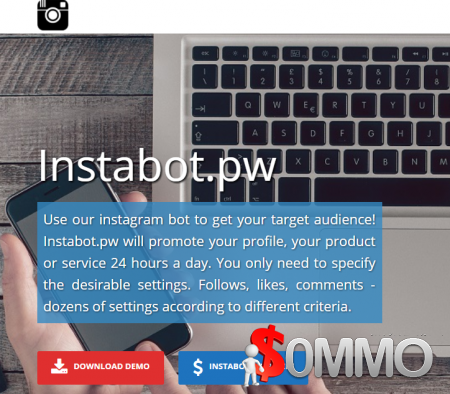 Instabot.pw
Use our instagram bot to get your target audience!
Instabot.pw will promote your profile, your product
or service 24 hours a day. You only need to specify
the desirable settings. Follows, likes, comments -
dozens of settings according to different criteria.
DOWNLOAD DEMO
$ INSTABO
$0MMO